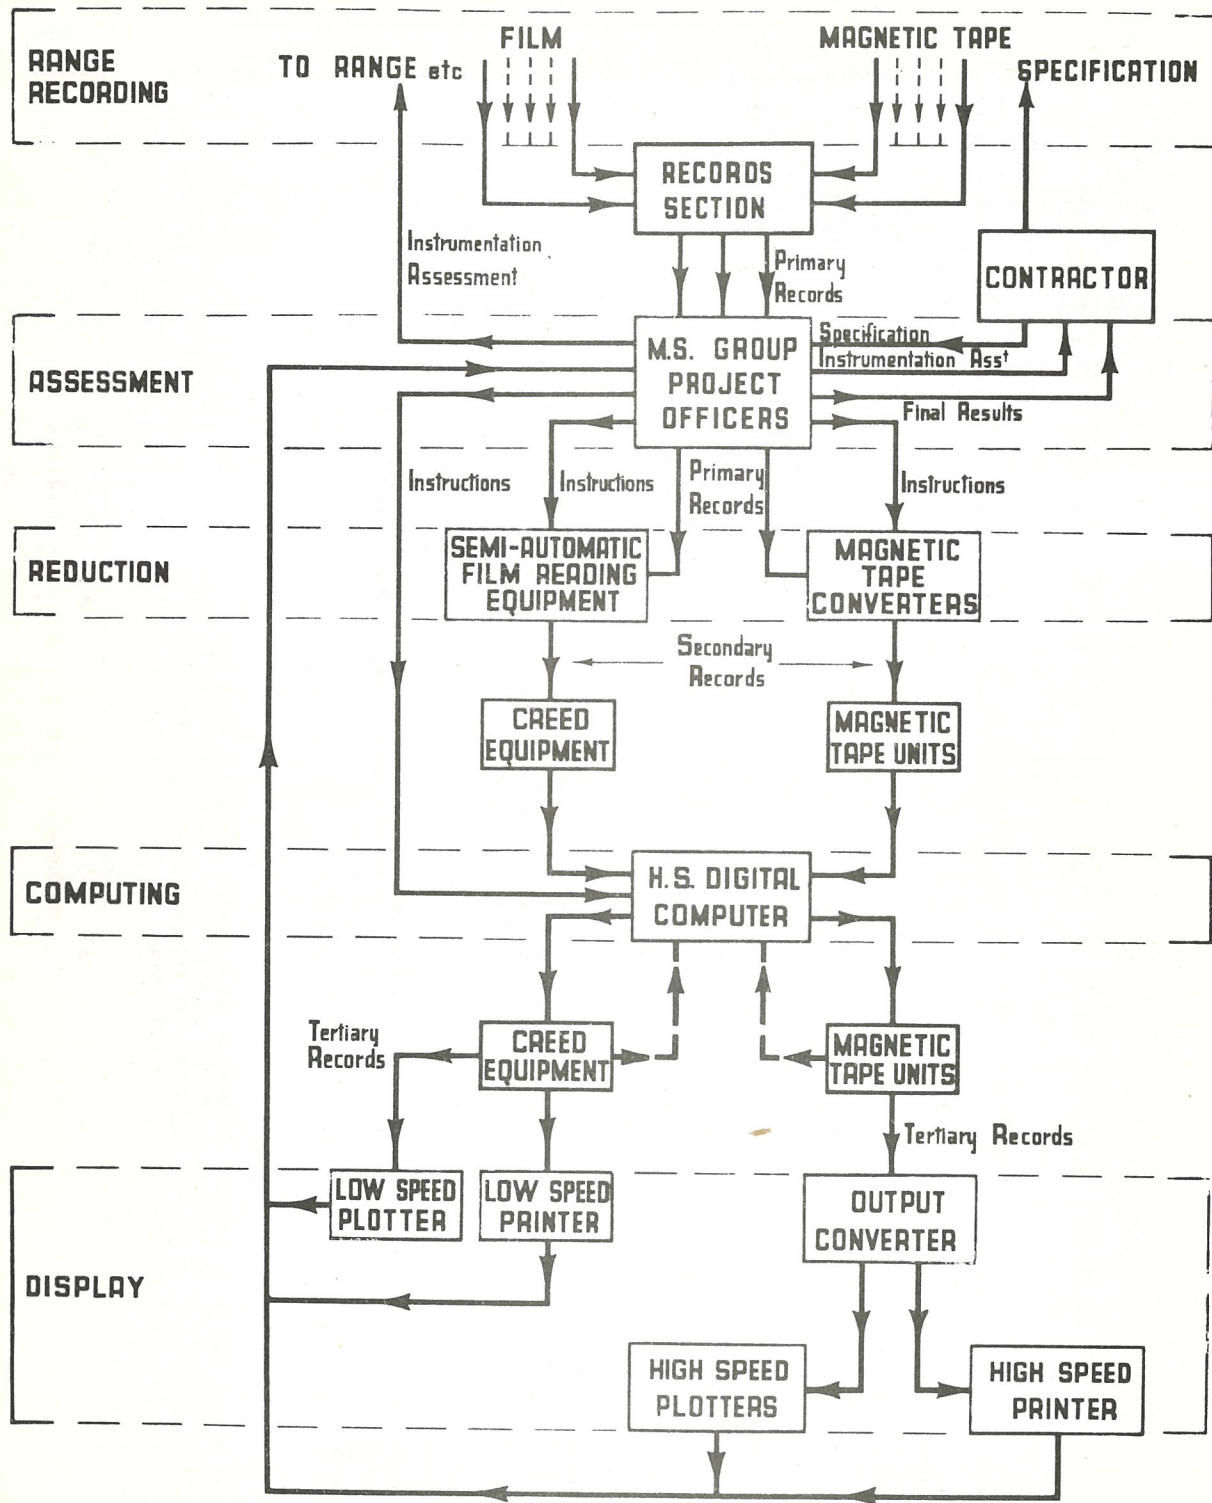 RANGE
RECORDING
TO RANGE etc
FILM
MAGNETIC TAPE
SPECIFICATION
RECORDS
SECTION
Instrumentation
Assessment
Primary
Records
CONTRACTOR
ASSESSMENT
M.S. GROUP
PROJECT
OFFICERS
Specification
Instrumentation Asst
Final Results
Instructions
Instructions
Primary
Records
Instructions
REDUCTION
SEMI-AUTOMATIC
FILM READING
EQUIPMENT
MAGNETIC
TAPE
CONVERTERS
Secondary
Records
CREED
EQUIPMENT
MAGNETIC
TAPE UNITS
COMPUTING
H.S. DIGITAL
COMPUTER
Tertiary
Records
CREED
EQUIPMENT
MAGNETIC
TAPE UNITS
Tertiary Records
DISPLAY
LOW SPEED
PLOTTER
LOW SPEED
PRINTER
OUTPUT
CONVERTER
HIGH SPEED
PLOTTERS
HIGH SPEED
PRINTER